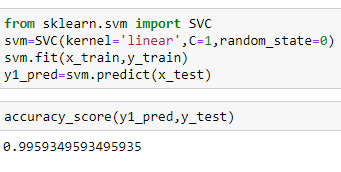 from sklearn.svm import SVC
svm=SVC(kernel='linear',C=1,random_state=0)
svm.fit(x_train,y_train)
y1_pred=svm.predict(x_test)
accuracy_score(y1_pred,y_test)
0.9959349593495935